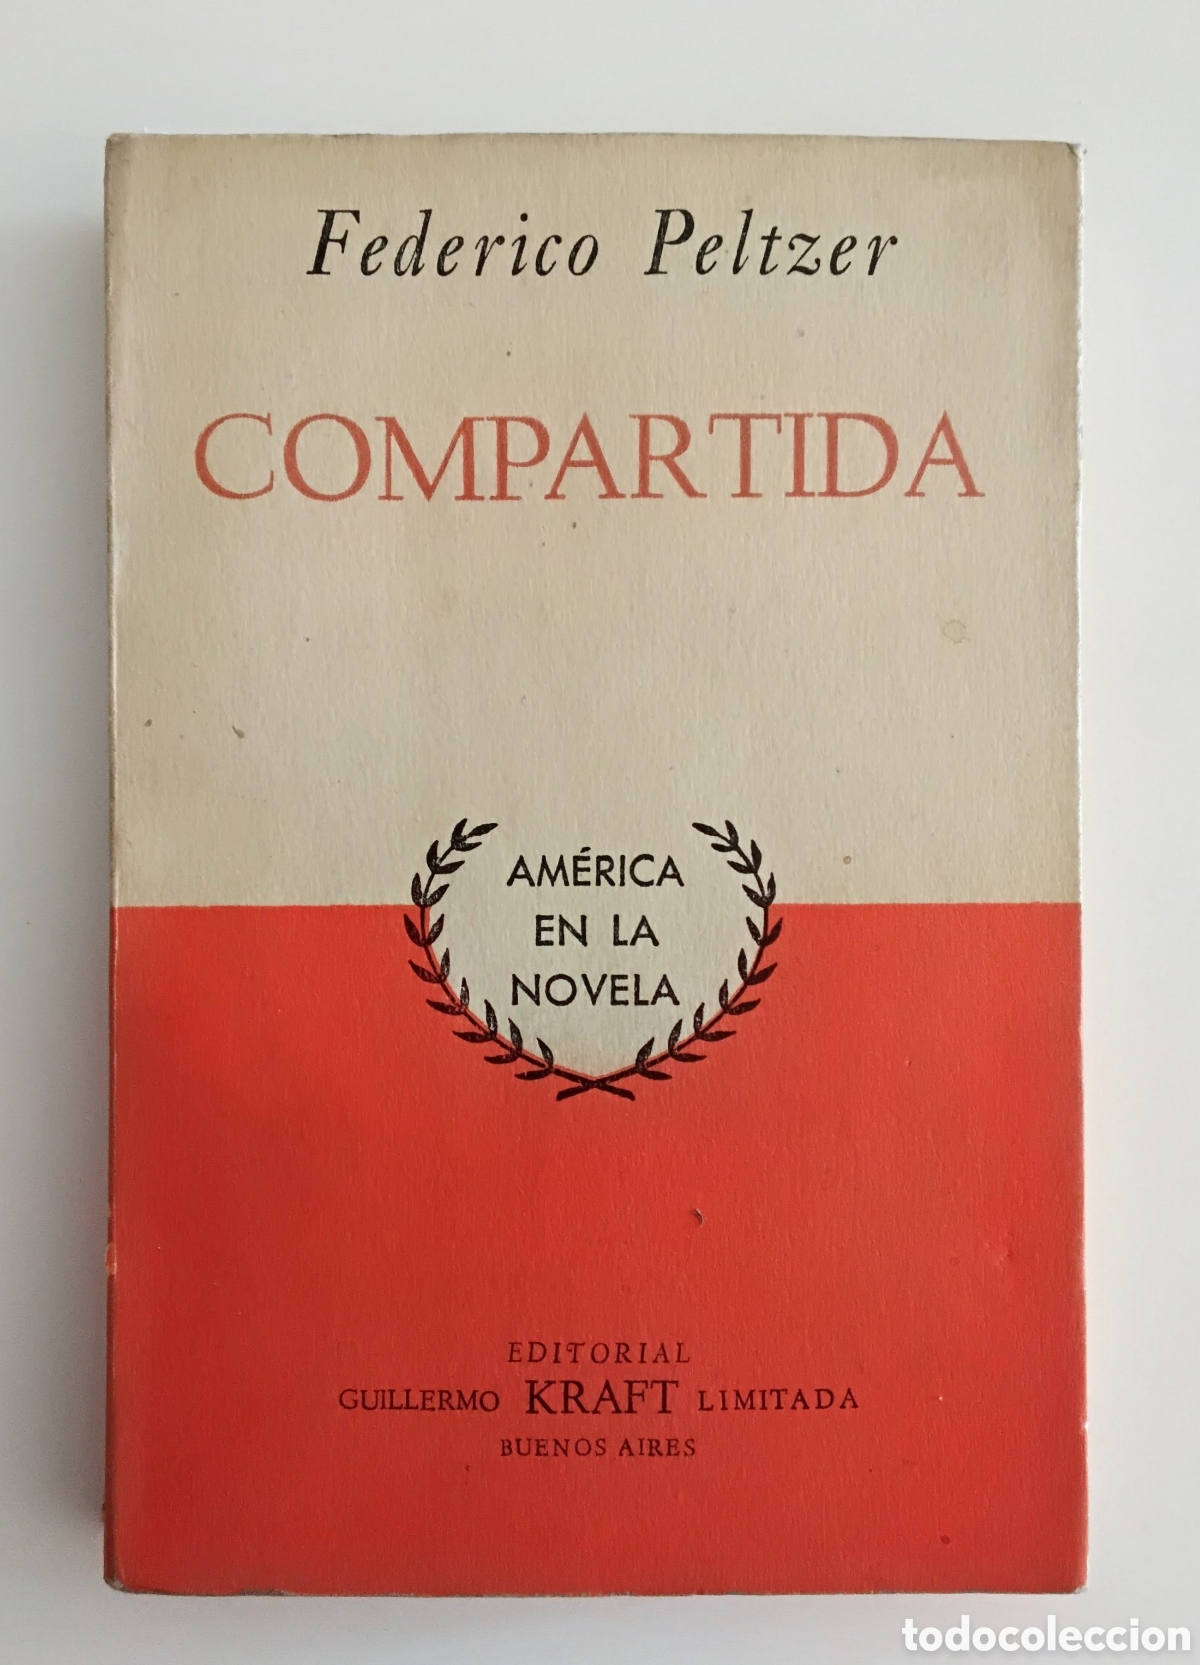 Federico Peltzer
COMPARTIDA
AMÉRICA
EN LA
NOVELA
EDITORIAL
GUILLERMO KRAFT LIMITADA
BUENOS AIRES
todocoleccion